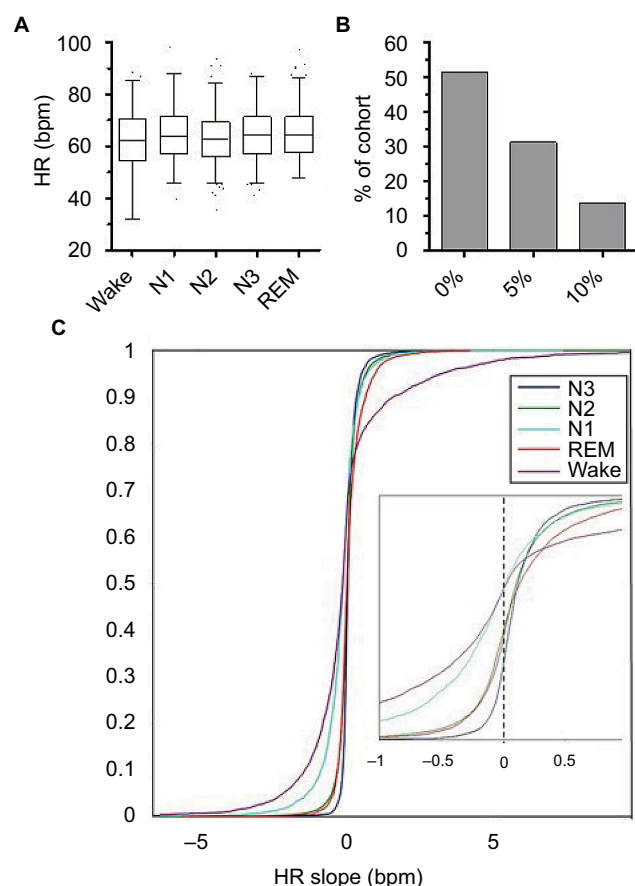 A
B
HR (bpm)
100
80
60
40
20
Wake
N1
N2
N3
REM
% of cohort
60
50
40
30
20
10
0
0%
5%
10%
C
1
0.9
0.8
0.7
0.6
0.5
0.4
0.3
0.2
0.1
0
N3
N2
N1
REM
Wake
–1
–0.5
0
0.5
–5
0
5
HR slope (bpm)